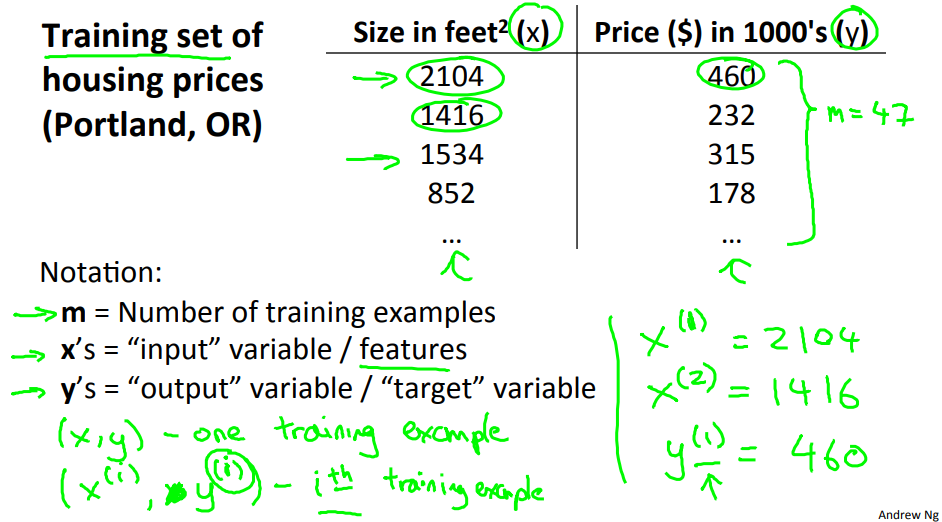 Training set of
housing prices
(Portland, OR)
Size in feet² (x) Price ($) in 1000's (y)
2104 460
1416 232
1534 315
852 178
... ...
m = 47
Notation:
m = Number of training examples
x's = “input” variable / features
y's = “output” variable / “target” variable
(x, y) - one training example
(x^(i), y^(i)) - i^th training example
x^(1) = 2104
x^(2) = 1416
y^(1) = 460
Andrew Ng